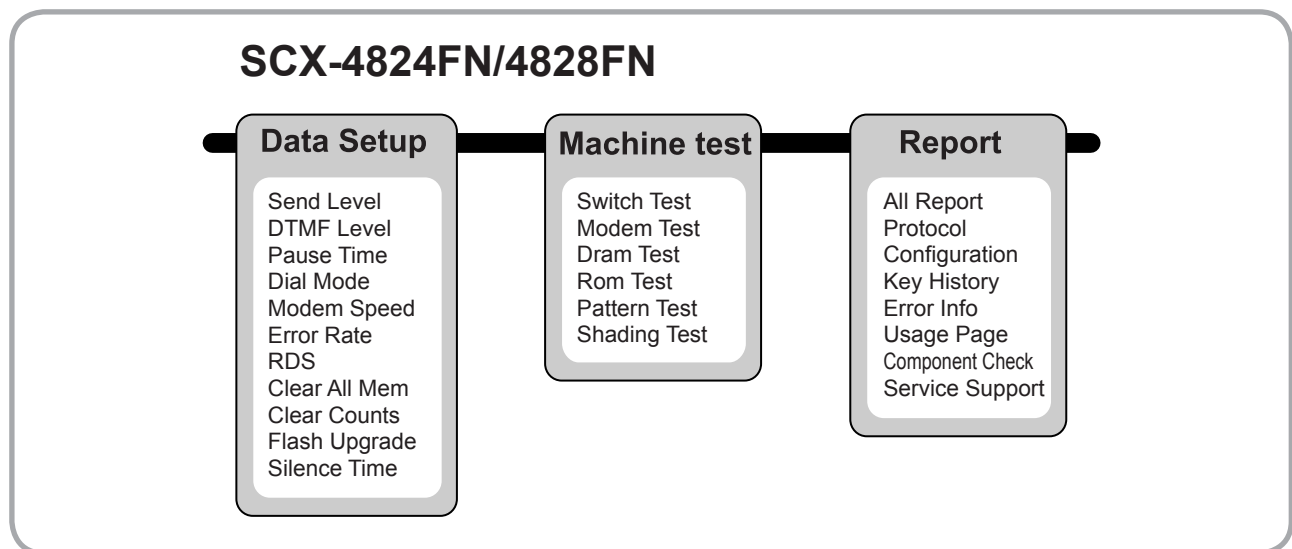 SCX-4824FN/4828FN
Data Setup
Send Level
DTMF Level
Pause Time
Dial Mode
Modem Speed
Error Rate
RDS
Clear All Mem
Clear Counts
Flash Upgrade
Silence Time
Machine test
Switch Test
Modem Test
Dram Test
Rom Test
Pattern Test
Shading Test
Report
All Report
Protocol
Configuration
Key History
Error Info
Usage Page
Component Check
Service Support